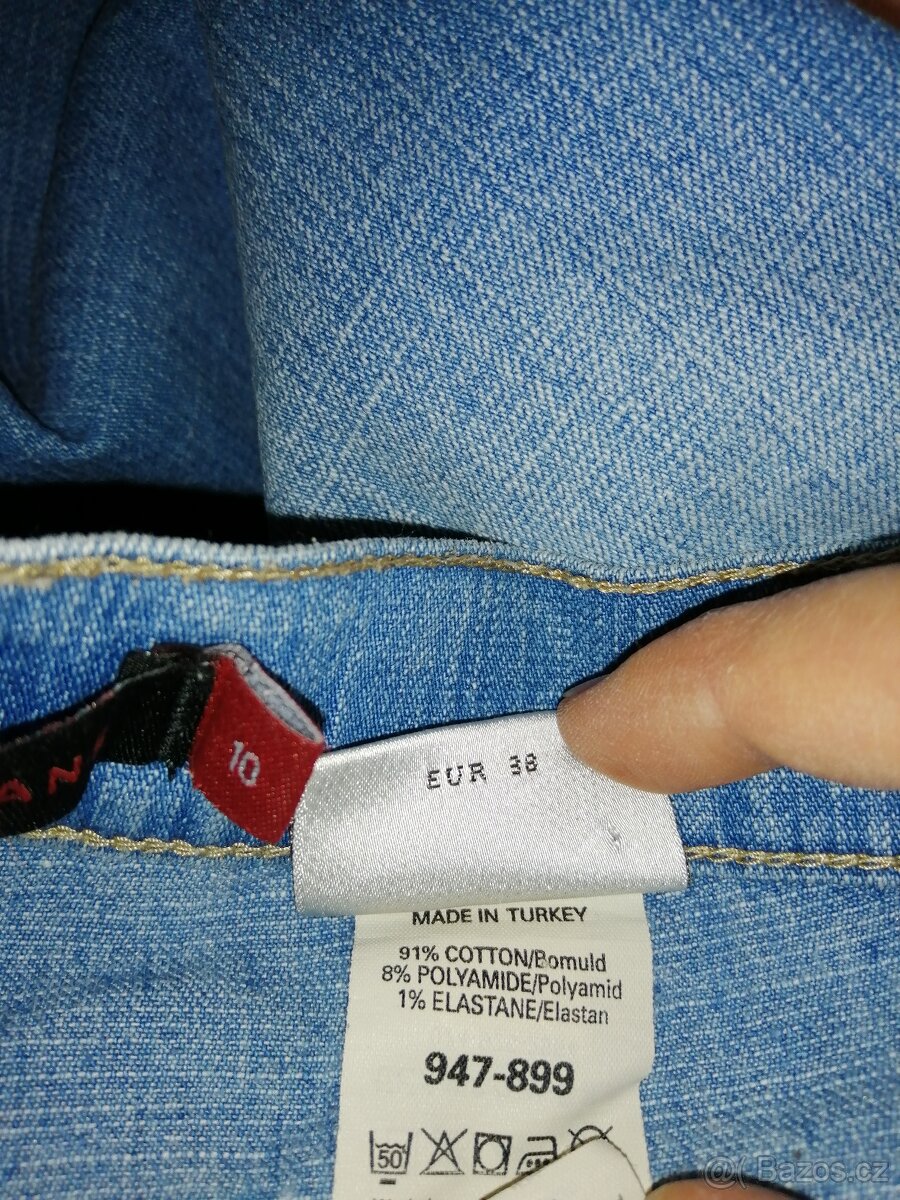 10
EUR 38
MADE IN TURKEY
91% COTTON/Bomuld
8% POLYAMIDE/Polyamid
1% ELASTANE/Elastan
947-899
50
Bazos.cz